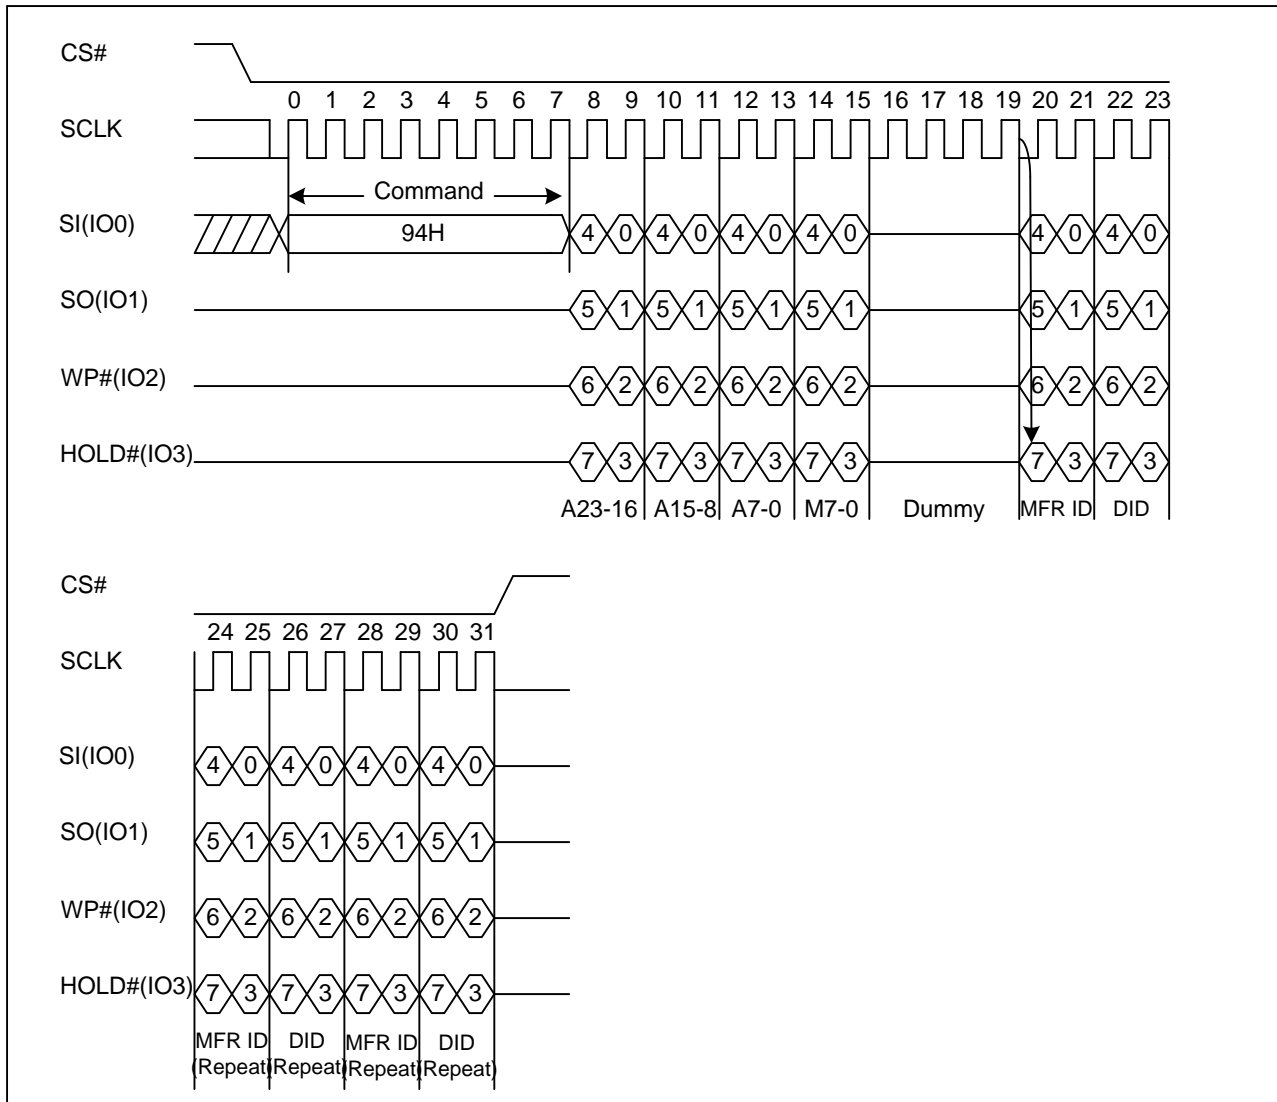 CS#
0 1 2 3 4 5 6 7 8 9 10 11 12 13 14 15 16 17 18 19 20 21 22 23
SCLK
Command
SI(IO0)
94H
4 0 4 0 4 0 4 0 4 0 4 0
SO(IO1)
5 1 5 1 5 1 5 1 5 1 5 1
WP#(IO2)
6 2 6 2 6 2 6 2 6 2 6 2
HOLD#(IO3)
7 3 7 3 7 3 7 3 7 3 7 3
A23-16 A15-8 A7-0 M7-0 Dummy MFR ID DID
CS#
24 25 26 27 28 29 30 31
SCLK
SI(IO0)
4 0 4 0 4 0 4 0
SO(IO1)
5 1 5 1 5 1 5 1
WP#(IO2)
6 2 6 2 6 2 6 2
HOLD#(IO3)
7 3 7 3 7 3 7 3
MFR ID DID MFR ID DID
(Repeat) (Repeat) (Repeat) (Repeat)